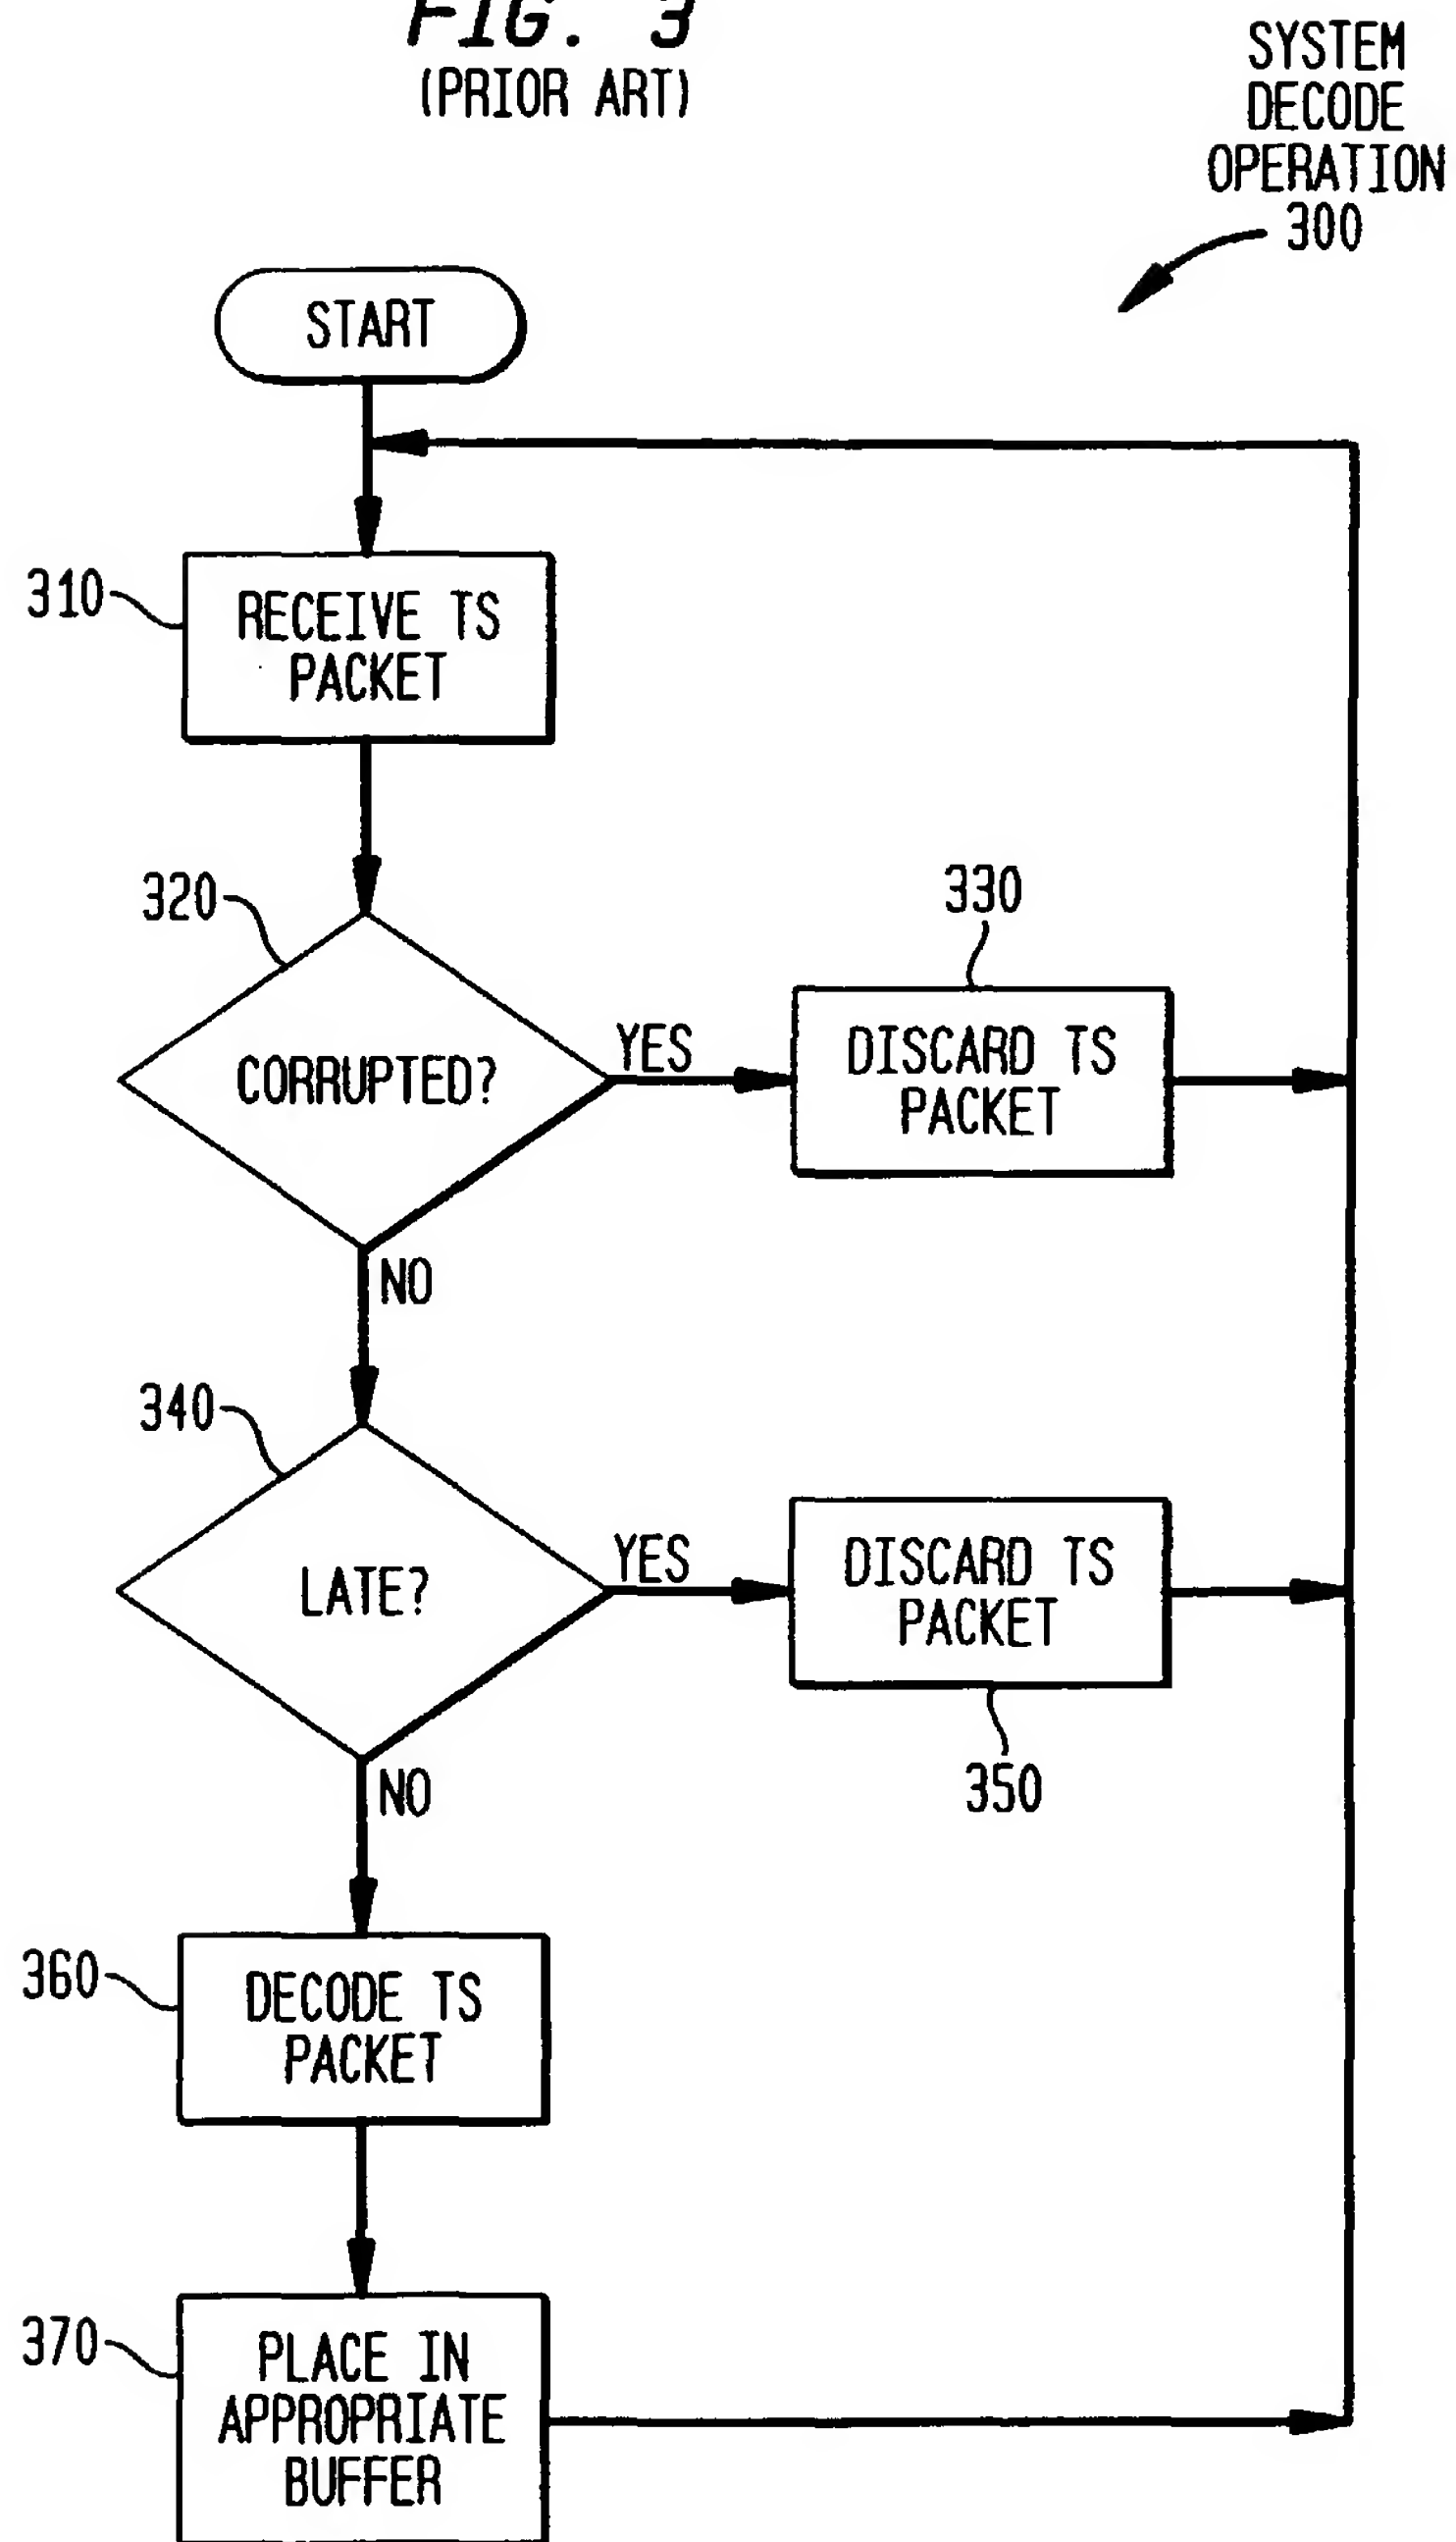 FIG. 3
(PRIOR ART)
SYSTEM
DECODE
OPERATION
300
START
310
RECEIVE TS
PACKET
320
CORRUPTED?
YES
330
DISCARD TS
PACKET
NO
340
LATE?
YES
DISCARD TS
PACKET
350
NO
360
DECODE TS
PACKET
370
PLACE IN
APPROPRIATE
BUFFER